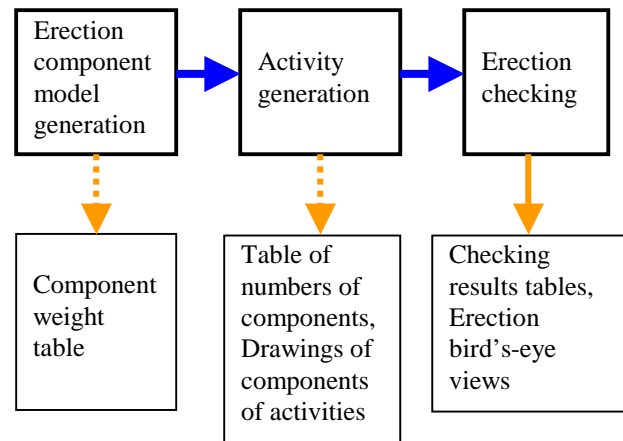 Erection
component
model
generation
Activity
generation
Erection
checking
Component
weight
table
Table of
numbers of
components,
Drawings of
components
of activities
Checking
results tables,
Erection
bird's-eye
views